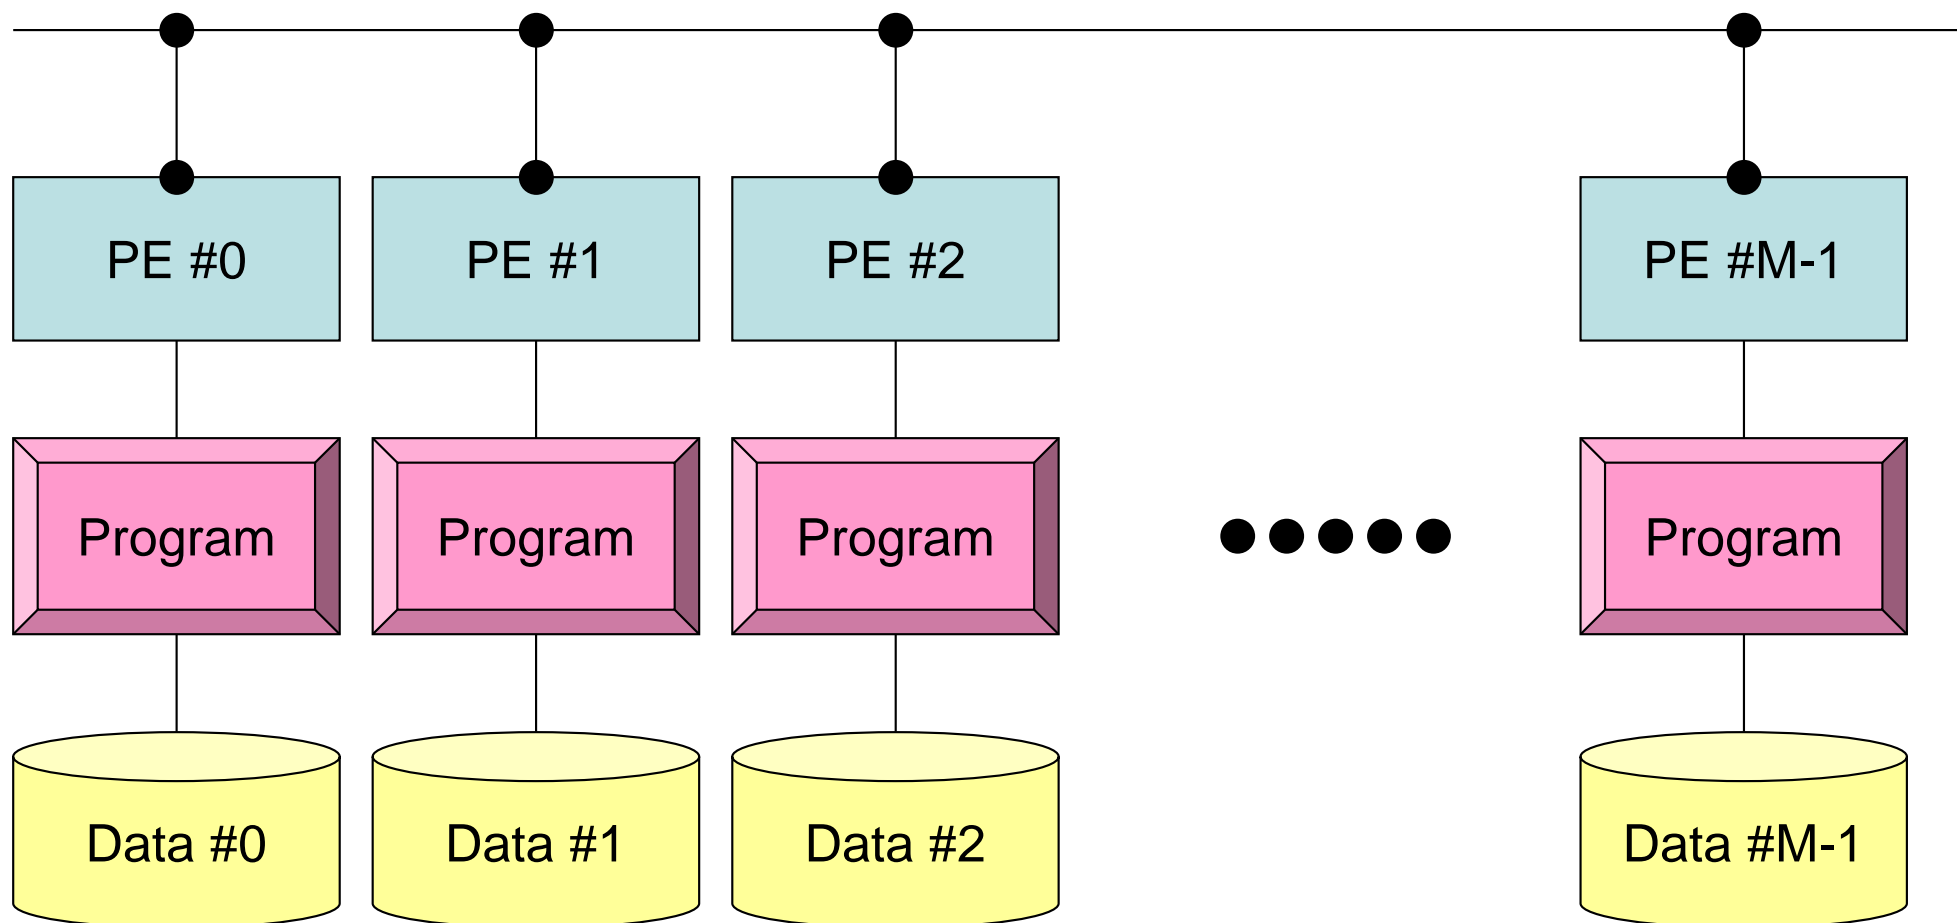 PE #0
PE #1
PE #2
PE #M-1
Program
Program
Program
Program
Data #0
Data #1
Data #2
Data #M-1